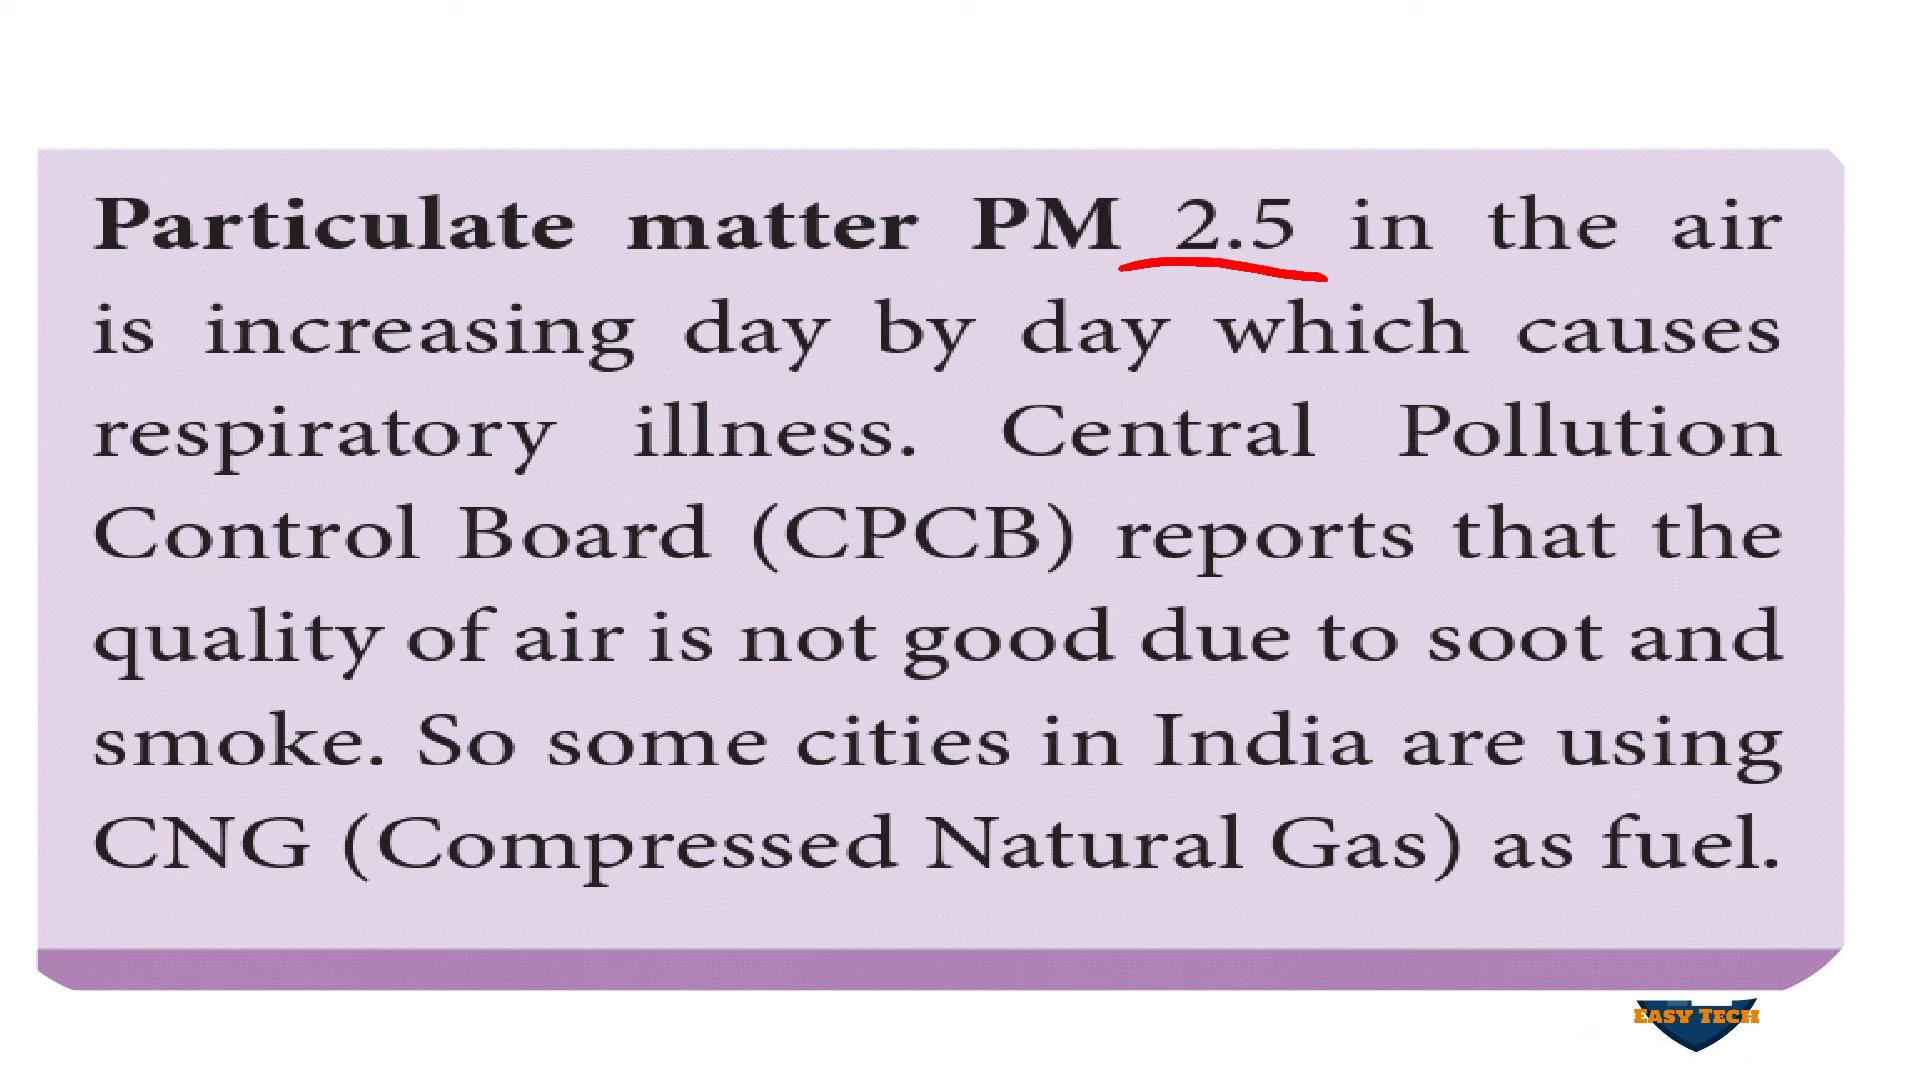 Particulate matter PM 2.5 in the air
is increasing day by day which causes
respiratory illness. Central Pollution
Control Board (CPCB) reports that the
quality of air is not good due to soot and
smoke. So some cities in India are using
CNG (Compressed Natural Gas) as fuel.
EASY TECH